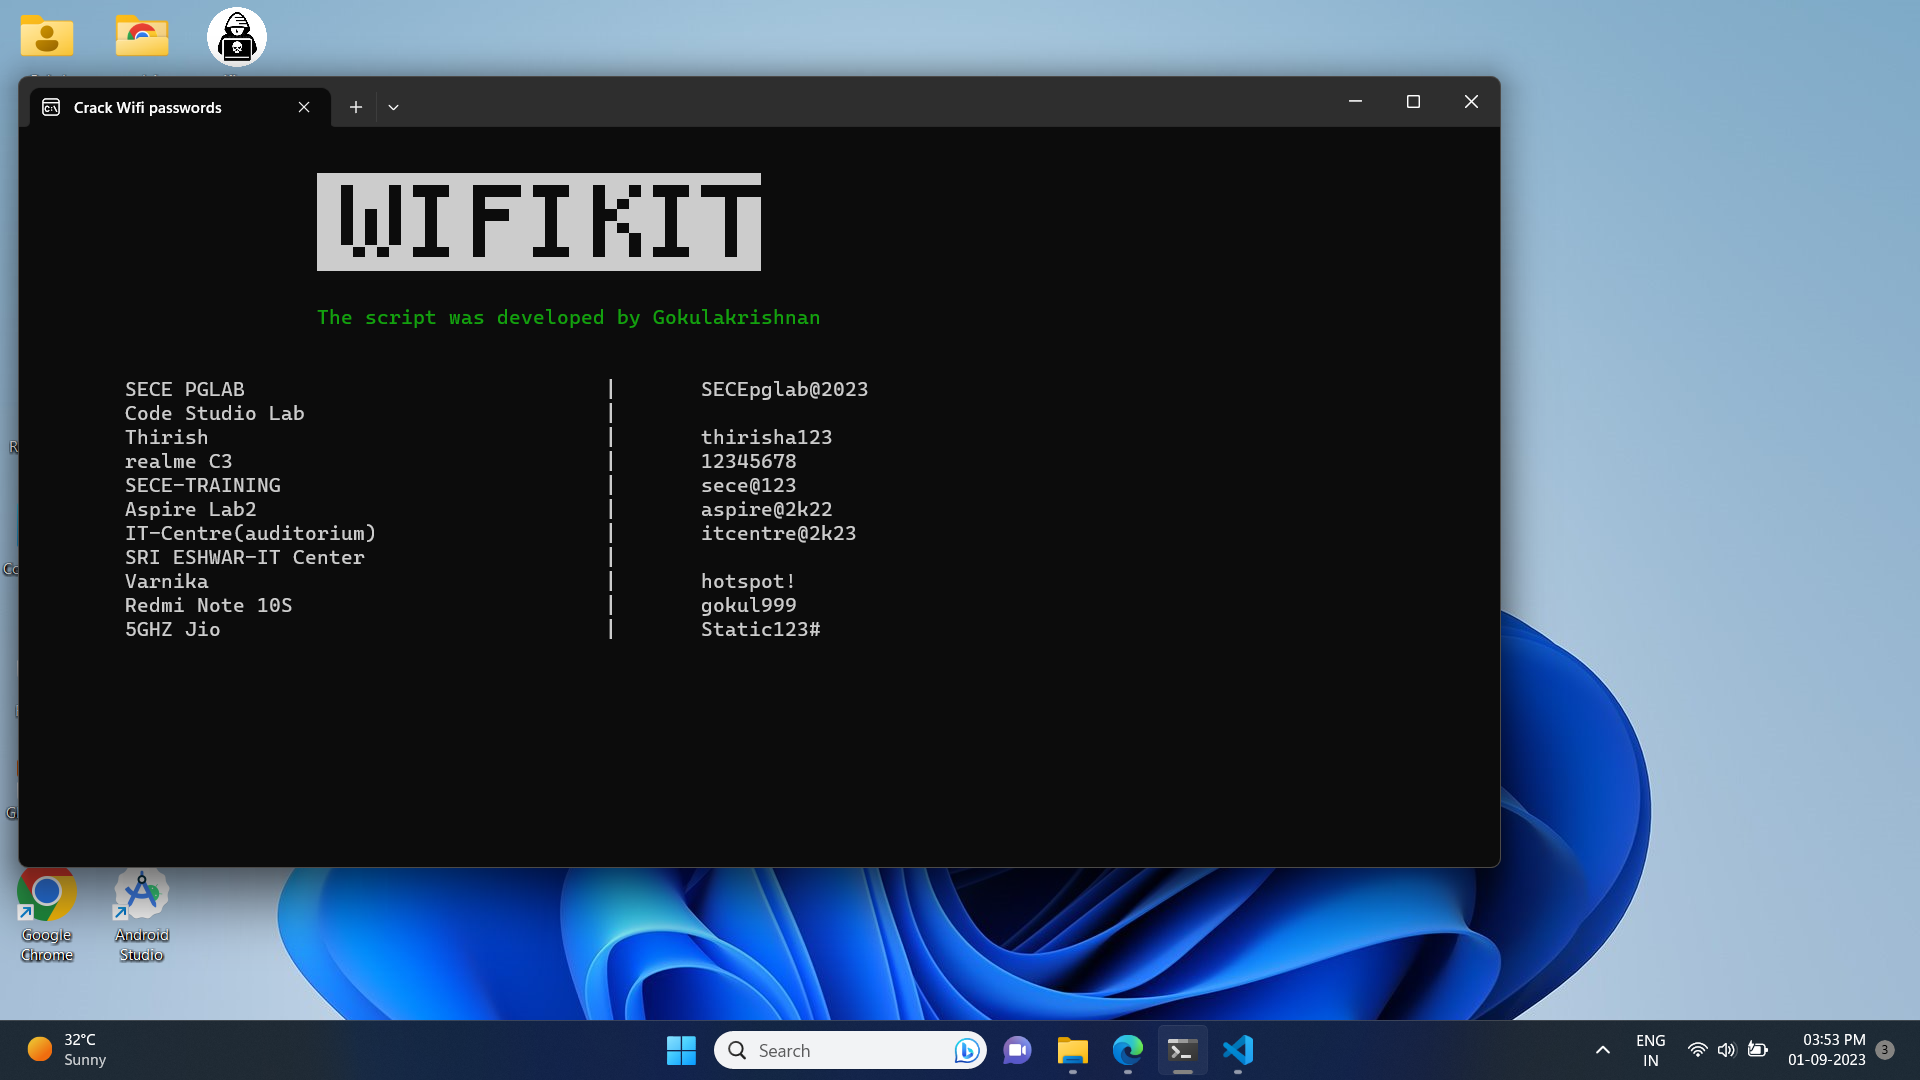 Crack Wifi passwords
WIFIKIT
The script was developed by Gokulakrishnan
SECE PGLAB | SECEpglab@2023
Code Studio Lab |
Thirish | thirisha123
realme C3 | 12345678
SECE-TRAINING | sece@123
Aspire Lab2 | aspire@2k22
IT-Centre(auditorium) | itcentre@2k23
SRI ESHWAR-IT Center |
Varnika | hotspot!
Redmi Note 10S | gokul999
5GHZ Jio | Static123#
Google
Chrome
Android
Studio
32°C
Sunny
Search
ENG
IN
03:53 PM
01-09-2023
3